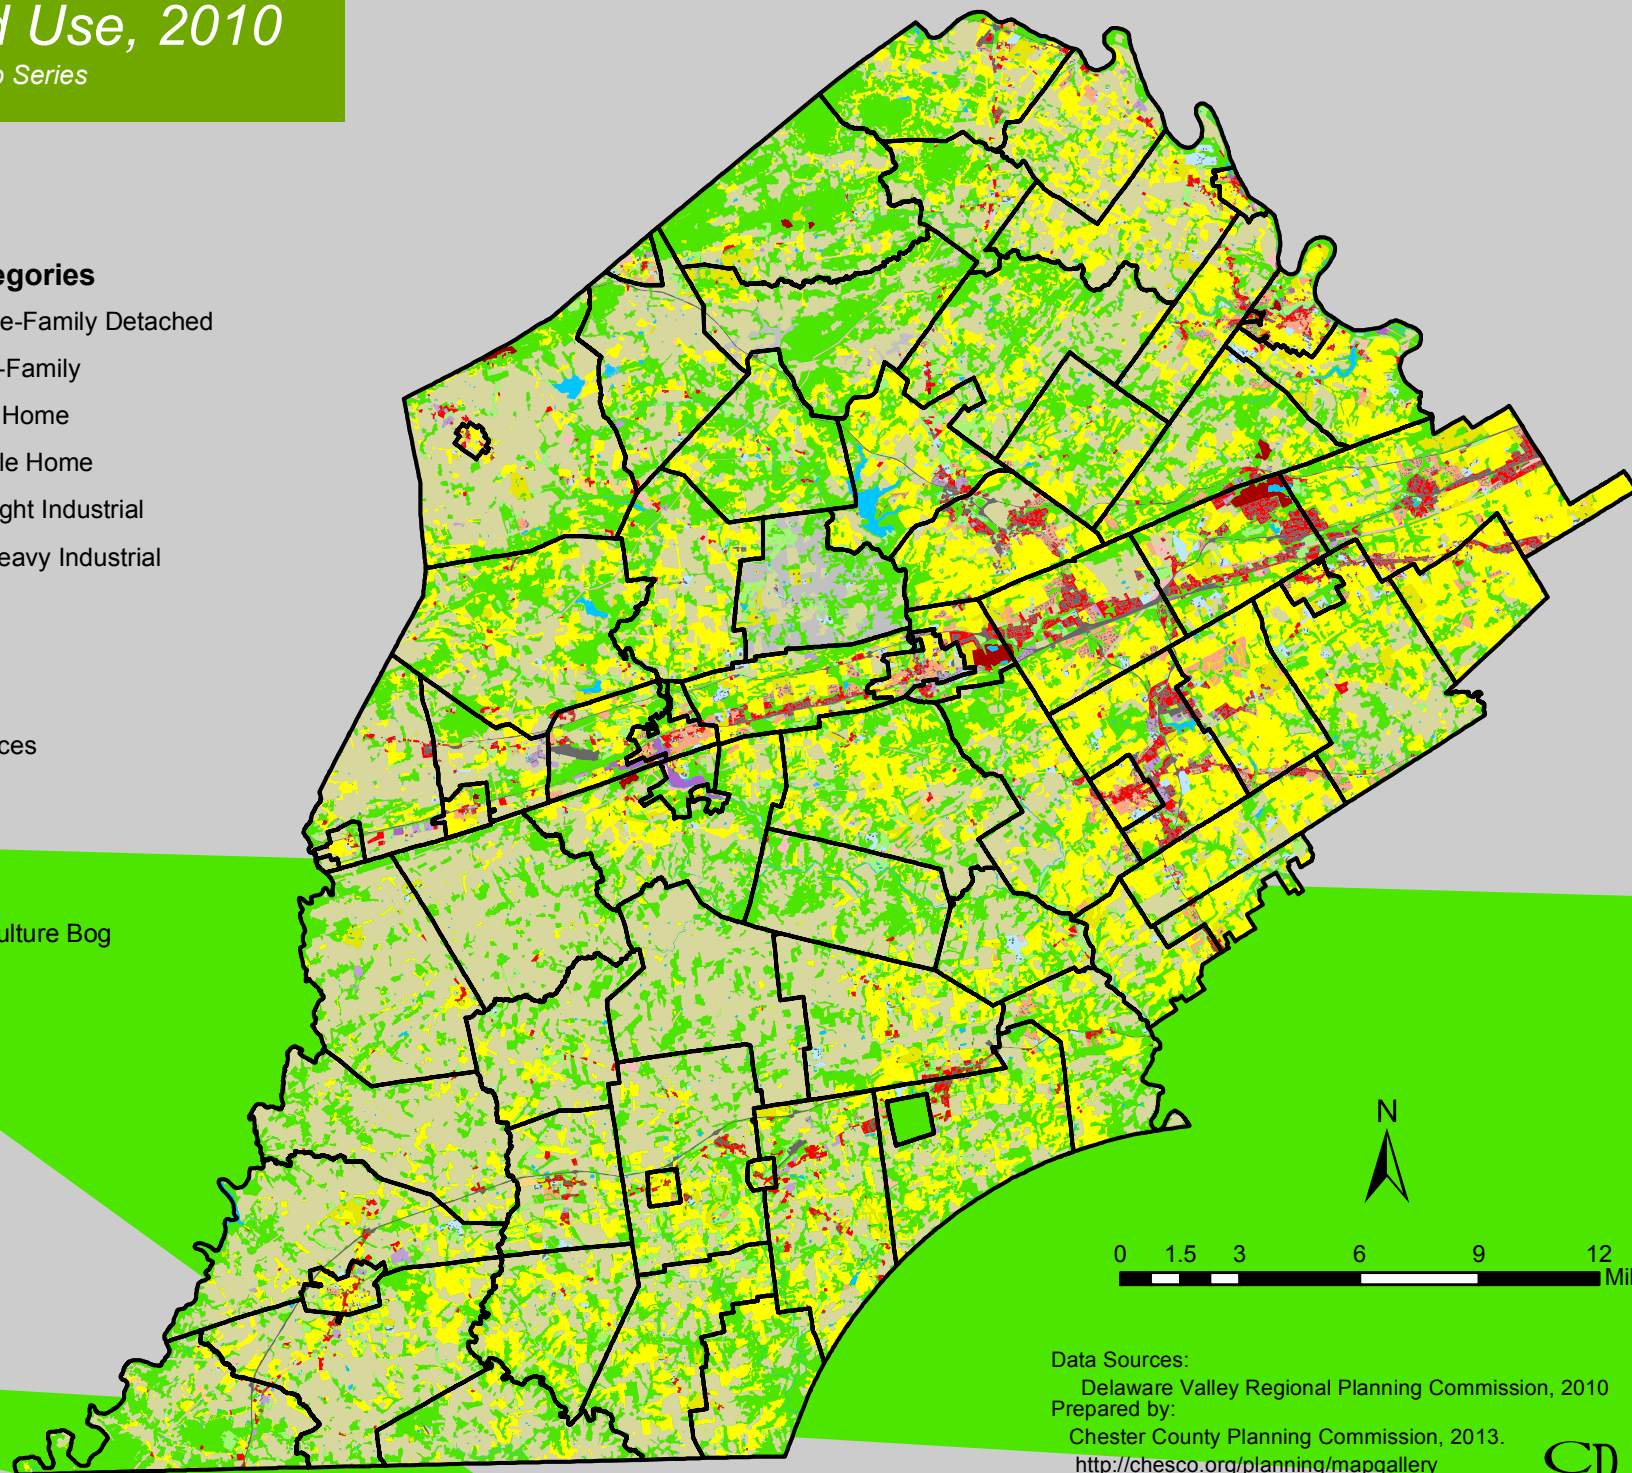 d Use, 2010
p Series
egories
e-Family Detached
-Family
Home
le Home
ght Industrial
eavy Industrial
ces
ulture Bog
N
0 1.5 3 6 9 12
Mil
Data Sources:
Delaware Valley Regional Planning Commission, 2010
Prepared by:
Chester County Planning Commission, 2013.
http://chesco.org/planning/mapgallery